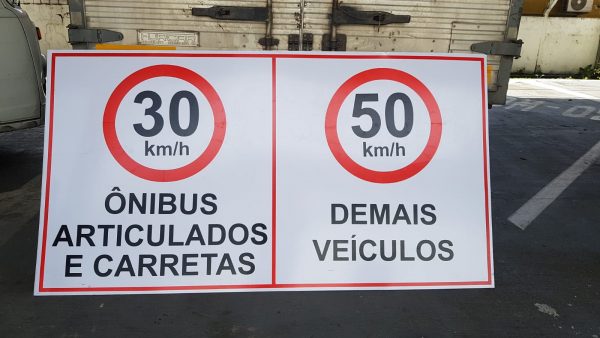 30
km/h
ÔNIBUS
ARTICULADOS
E CARRETAS
50
km/h
DEMAIS
VEÍCULOS